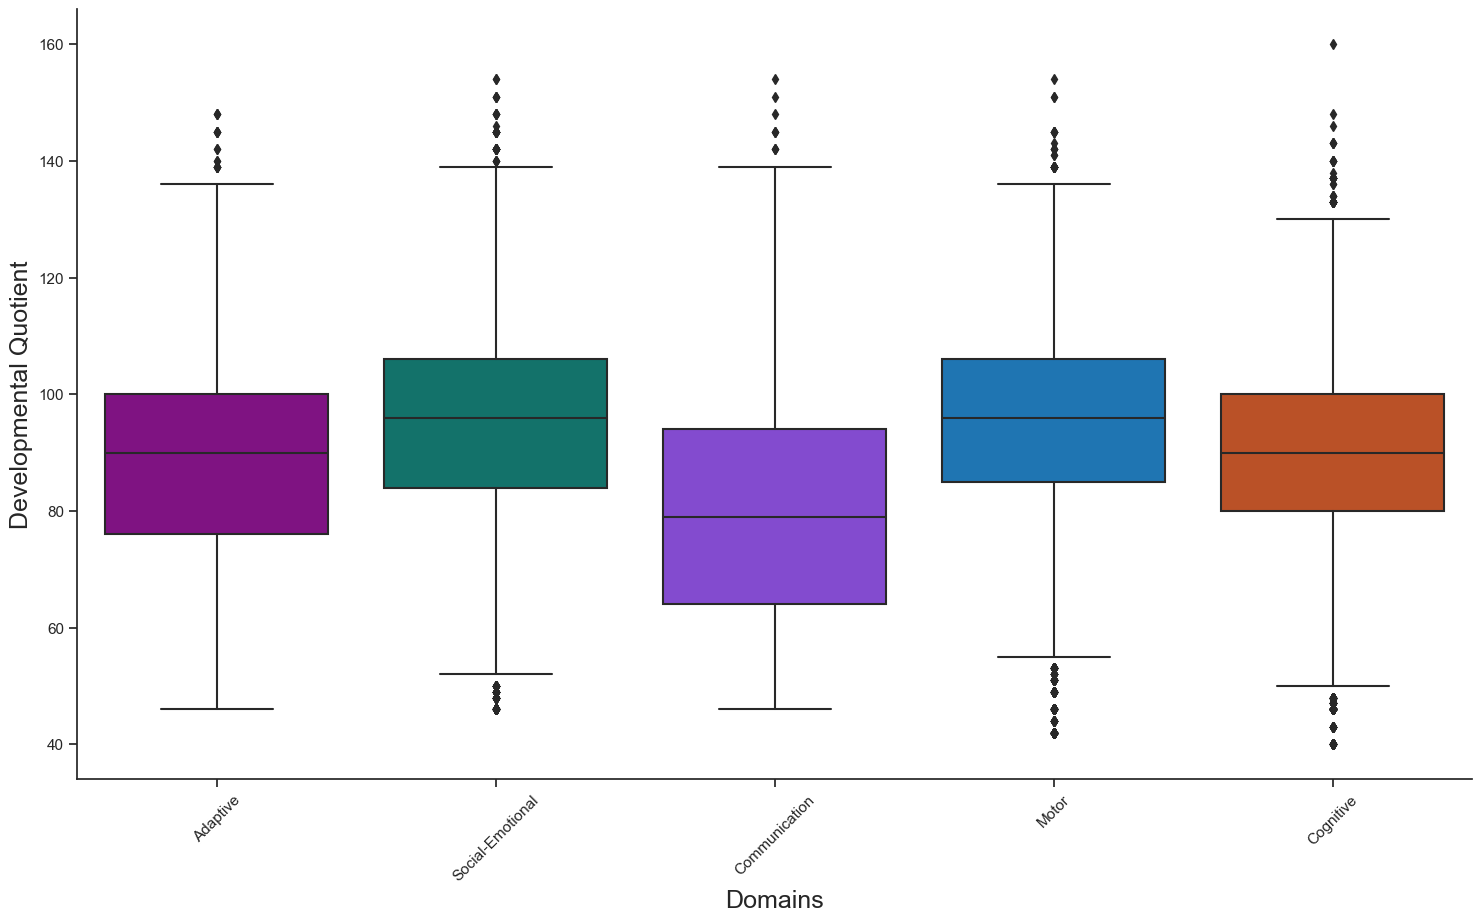 Developmental Quotient
160
140
120
100
80
60
40
Adaptive
Social-Emotional
Communication
Motor
Cognitive
Domains